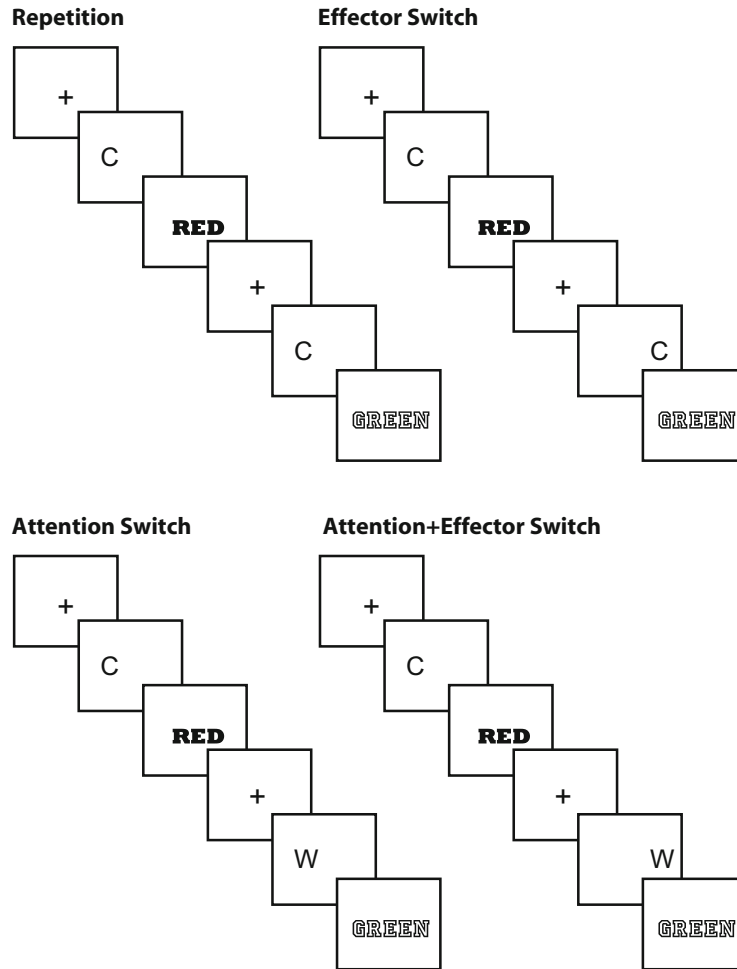 Repetition
+
C
RED
+
C
GREEN
Effector Switch
+
C
RED
+
C
GREEN
Attention Switch
+
C
RED
+
W
GREEN
Attention+Effector Switch
+
C
RED
+
W
GREEN